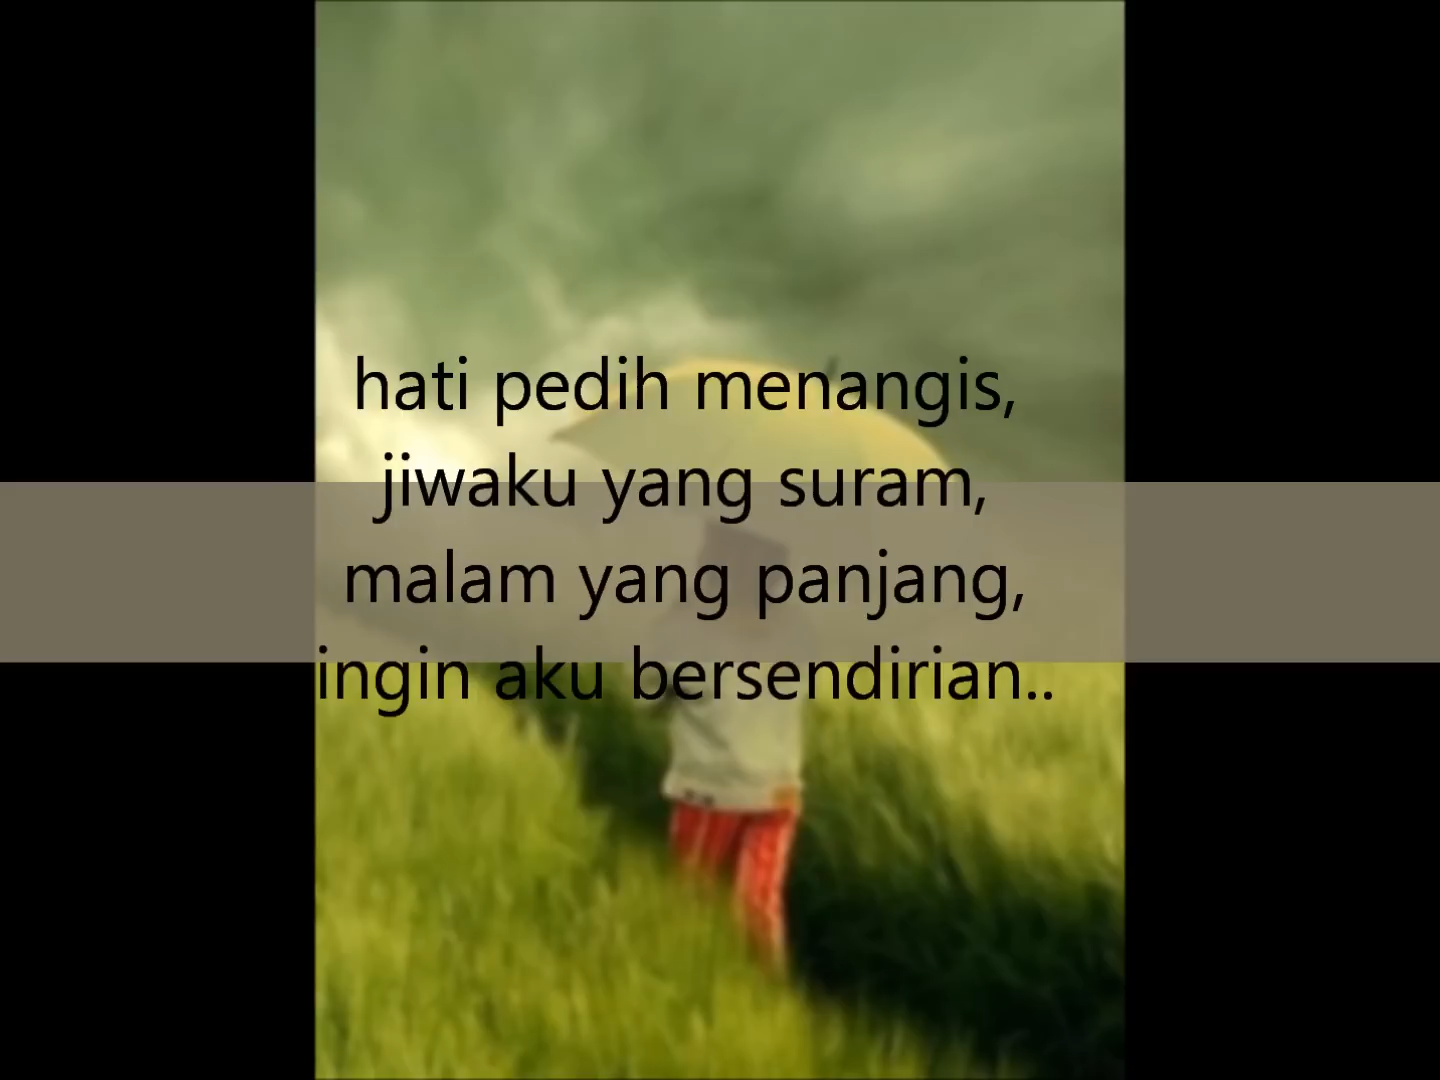 hati pedih menangis,
jiwaku yang suram,
malam yang panjang,
ingin aku bersendirian..